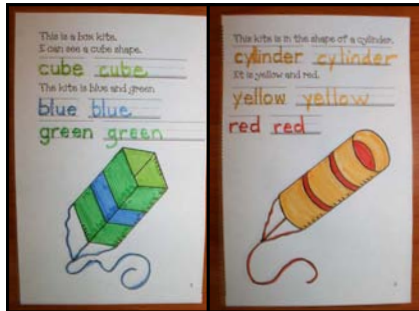 This is a box kite.
I can see a cube shape.
cube cube
The kite is blue and green
blue blue
green green
This kite is in the shape of a cylinder.
cylinder cylinder
It is yellow and red.
yellow yellow
red red